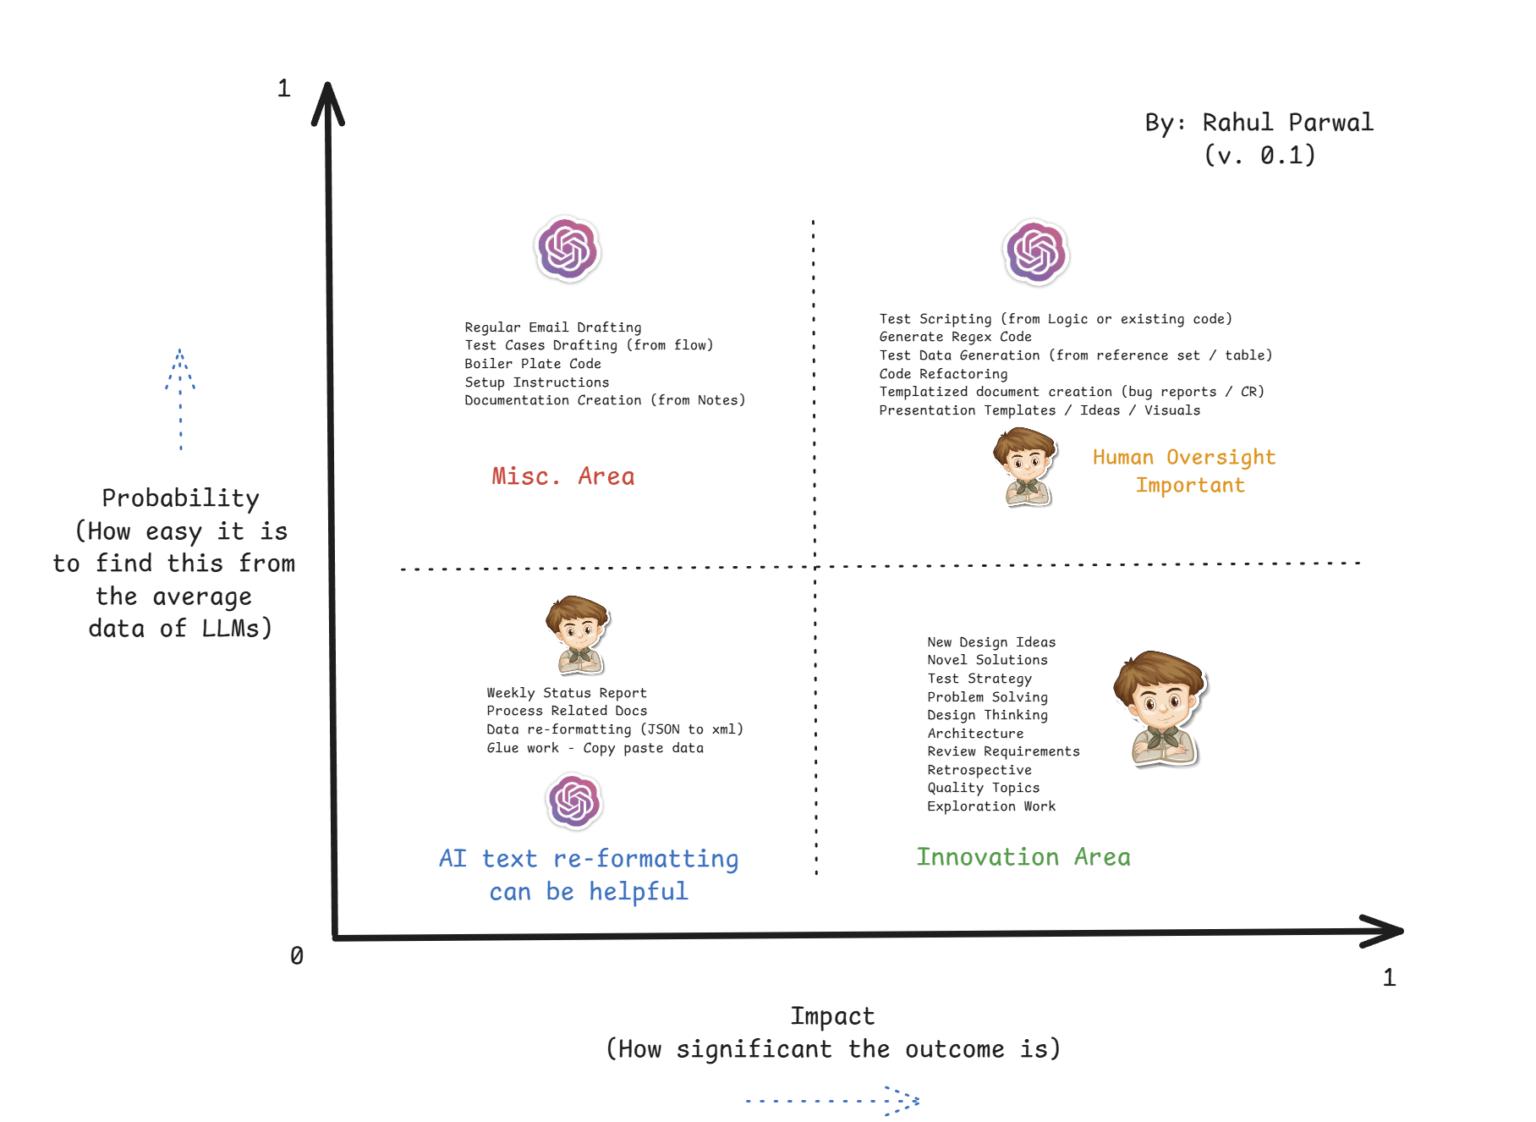 1
By: Rahul Parwal
(v. 0.1)
Regular Email Drafting
Test Cases Drafting (from flow)
Boiler Plate Code
Setup Instructions
Documentation Creation (from Notes)
Misc. Area
Test Scripting (from Logic or existing code)
Generate Regex Code
Test Data Generation (from reference set / table)
Code Refactoring
Templatized document creation (bug reports / CR)
Presentation Templates / Ideas / Visuals
Human Oversight
Important
Probability
(How easy it is
to find this from
the average
data of LLMs)
Weekly Status Report
Process Related Docs
Data re-formatting (JSON to xml)
Glue work - Copy paste data
AI text re-formatting
can be helpful
New Design Ideas
Novel Solutions
Test Strategy
Problem Solving
Design Thinking
Architecture
Review Requirements
Retrospective
Quality Topics
Exploration Work
Innovation Area
0
1
Impact
(How significant the outcome is)